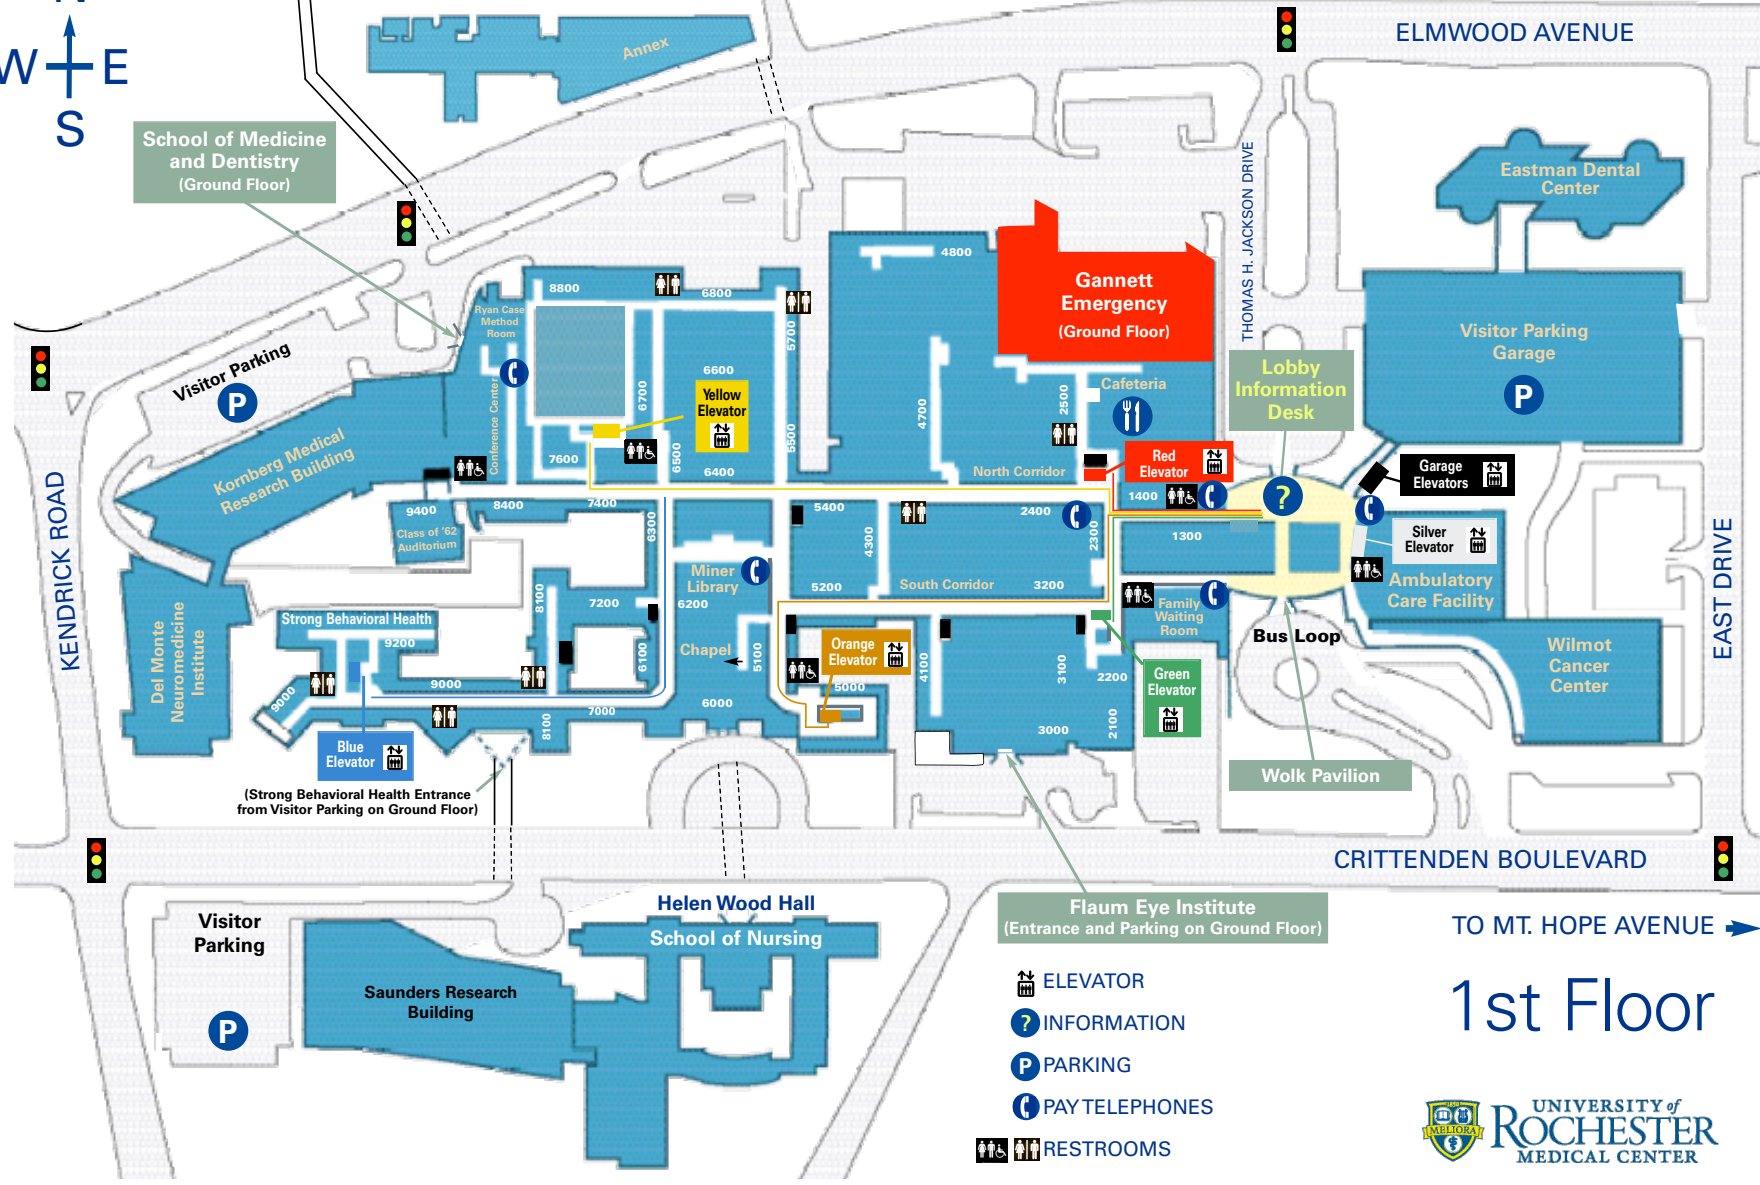 N
W
E
S
ELMWOOD AVENUE
Annex
School of Medicine
and Dentistry
(Ground Floor)
THOMAS H. JACKSON DRIVE
Eastman Dental
Center
4800
Gannett
Emergency
(Ground Floor)
8800
6800
Ryan Case
Method
Room
5700
Visitor Parking
Garage
P
Visitor Parking
P
Lobby
Information
Desk
6600
6700
Yellow
Elevator
Conference Center
Cafeteria
2500
4700
5500
6500
7600
6400
North Corridor
Red
Elevator
Garage
Elevators
Kornberg Medical
Research Building
KENDRICK ROAD
9400
8400
7400
5400
2400
1400
?
Class of '62
Auditorium
6300
4300
2300
1300
Silver
Elevator
EAST DRIVE
Miner
Library
5200
South Corridor
3200
Ambulatory
Care Facility
8100
7200
6200
Family
Waiting
Room
Strong Behavioral Health
9200
Del Monte
Neuromedicine
Institute
Bus Loop
Wilmot
Cancer
Center
6100
Chapel
5100
Orange
Elevator
4100
3100
2200
Green
Elevator
9000
9000
5000
7000
6000
8100
3000
2100
Blue
Elevator
Wolk Pavilion
(Strong Behavioral Health Entrance
from Visitor Parking on Ground Floor)
CRITTENDEN BOULEVARD
Visitor
Parking
P
Helen Wood Hall
School of Nursing
Saunders Research
Building
Flaum Eye Institute
(Entrance and Parking on Ground Floor)
TO MT. HOPE AVENUE
ELEVATOR
? INFORMATION
P PARKING
PAY TELEPHONES
RESTROOMS
1st Floor
MELIORA
UNIVERSITY of
ROCHESTER
MEDICAL CENTER